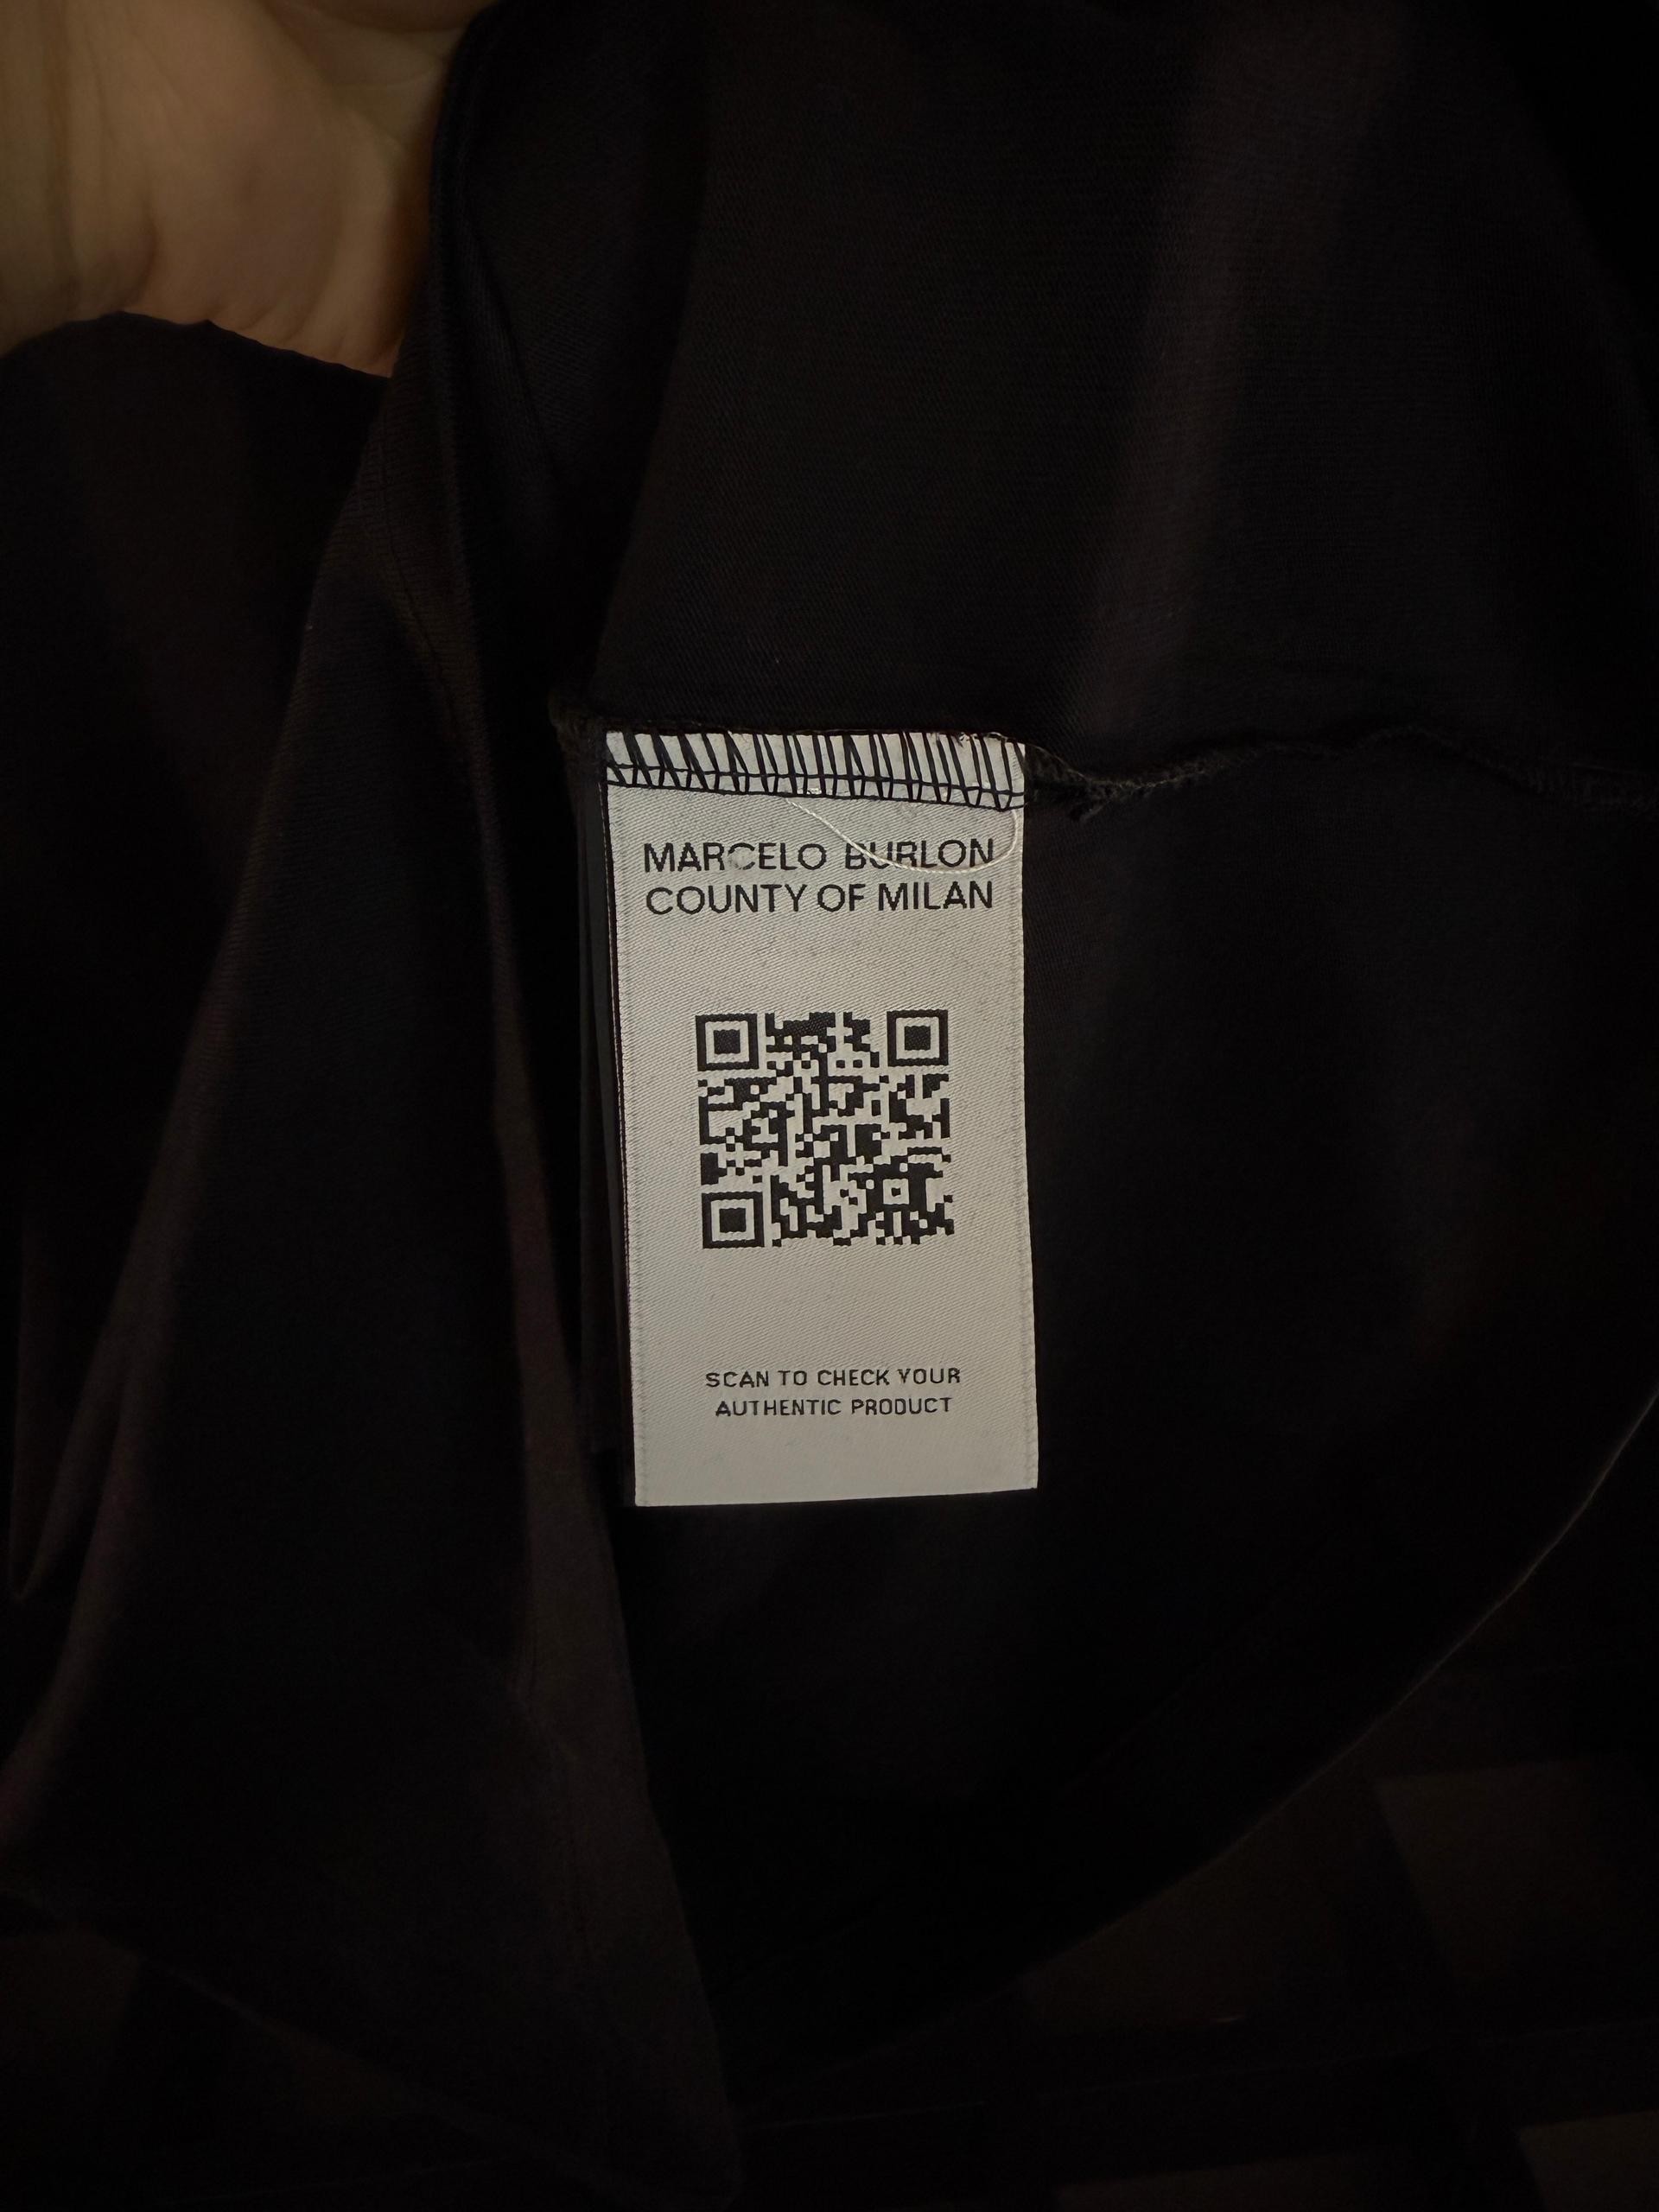 MARCELO BURLON
COUNTY OF MILAN
SCAN TO CHECK YOUR
AUTHENTIC PRODUCT